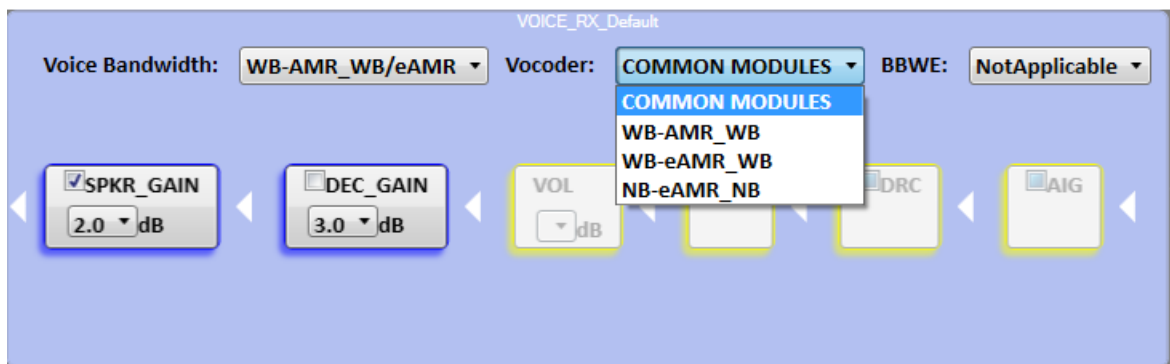 VOICE_RX_Default
Voice Bandwidth: WB-AMR_WB/eAMR Vocoder: COMMON MODULES BBWE: NotApplicable
COMMON MODULES
WB-AMR_WB
WB-eAMR_WB
NB-eAMR_NB
SPKR_GAIN DEC_GAIN VOL DRC AIG
2.0 dB 3.0 dB dB